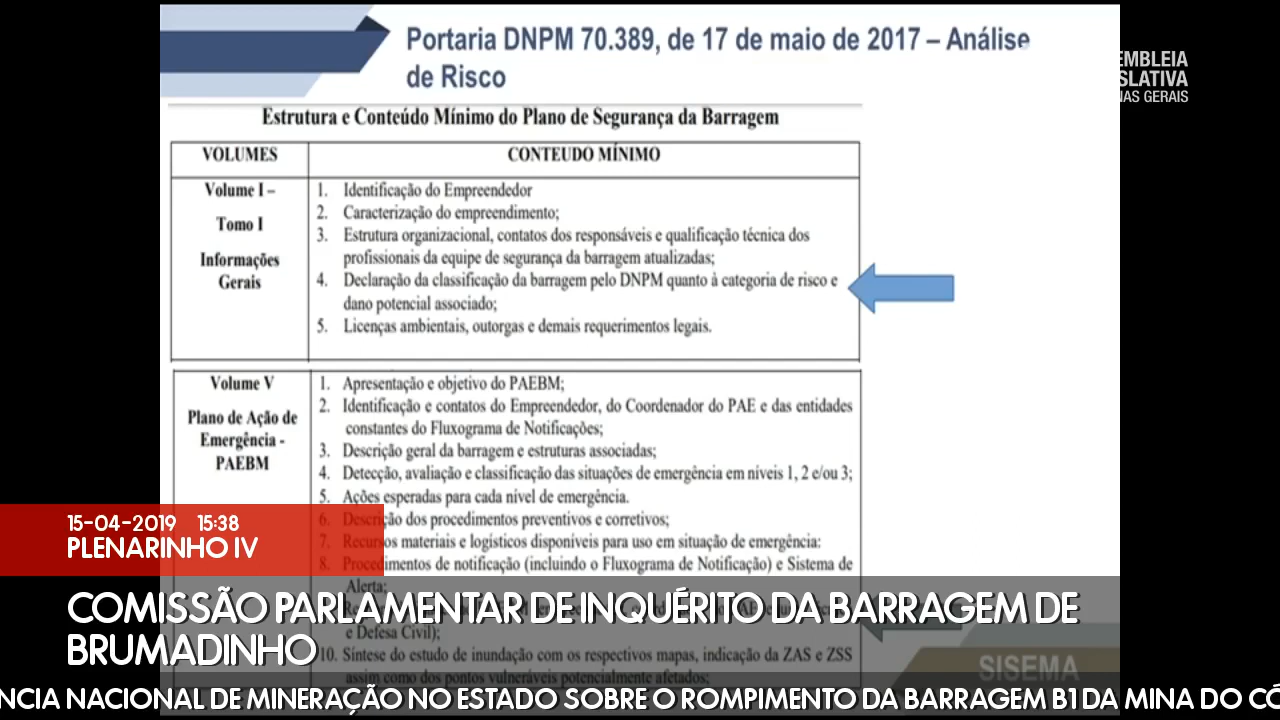 Portaria DNPM 70.389, de 17 de maio de 2017 – Análise
de Risco
EMBLEIA
SLATIVA
NAS GERAIS
Estrutura e Conteúdo Mínimo do Plano de Segurança da Barragem
VOLUMES
CONTEUDO MÍNIMO
Volume I –
Tomo I
Informações
Gerais
1. Identificação do Empreendedor
2. Caracterização do empreendimento;
3. Estrutura organizacional, contatos dos responsáveis e qualificação técnica dos
profissionais da equipe de segurança da barragem atualizadas;
4. Declaração da classificação da barragem pelo DNPM quanto à categoria de risco e
dano potencial associado;
5. Licenças ambientais, outorgas e demais requerimentos legais.
Volume V
Plano de Ação de
Emergência -
PAEBM
1. Apresentação e objetivo do PAEBM;
2. Identificação e contatos do Empreendedor, do Coordenador do PAE e das entidades
constantes do Fluxograma de Notificações;
3. Descrição geral da barragem e estruturas associadas;
4. Detecção, avaliação e classificação das situações de emergência em níveis 1, 2 e/ou 3;
5. Ações esperadas para cada nível de emergência.
6. Descrição dos procedimentos preventivos e corretivos;
7. Recursos materiais e logísticos disponíveis para uso em situação de emergência:
8. Procedimentos de notificação (incluindo o Fluxograma de Notificação) e Sistema de
Alerta;
e Defesa Civil);
10. Síntese do estudo de inundação com os respectivos mapas, indicação da ZAS e ZSS
assim como dos pontos vulneráveis potencialmente afetados;
SISEMA
15-04-2019 15:38
PLENARINHO IV
COMISSÃO PARLAMENTAR DE INQUÉRITO DA BARRAGEM DE
BRUMADINHO
ÊNCIA NACIONAL DE MINERAÇÃO NO ESTADO SOBRE O ROMPIMENTO DA BARRAGEM B1 DA MINA DO CÓ